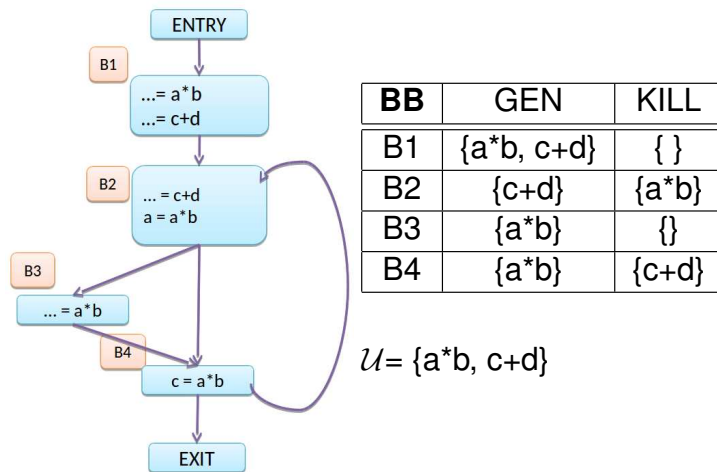 ENTRY
B1
...= a*b
...= c+d
B2
... = c+d
a = a*b
B3
... = a*b
B4
c = a*b
EXIT
BB GEN KILL
B1 {a*b, c+d} { }
B2 {c+d} {a*b}
B3 {a*b} {}
B4 {a*b} {c+d}
𝒰= {a*b, c+d}